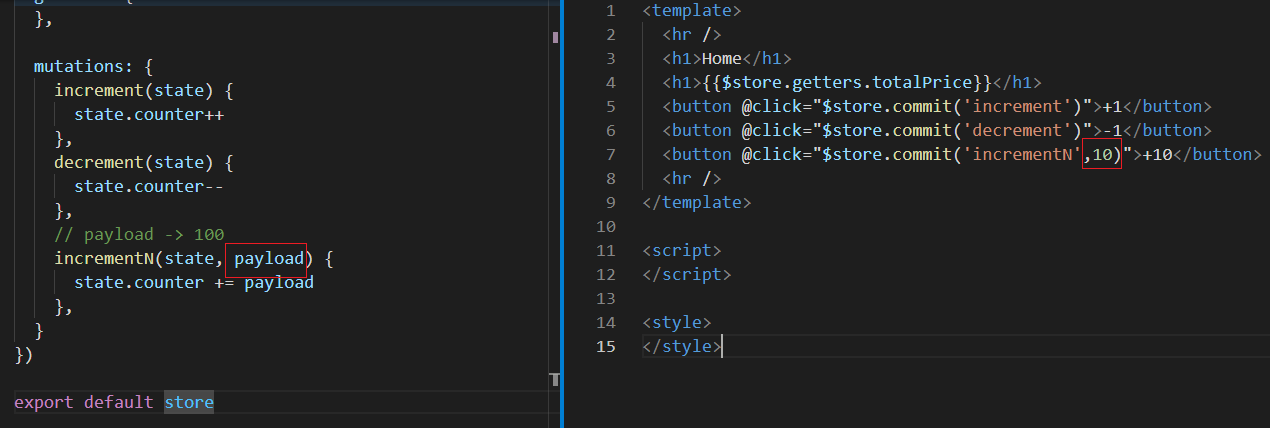 },
mutations: {
increment(state) {
state.counter++
},
decrement(state) {
state.counter--
},
// payload -> 100
incrementN(state, payload) {
state.counter += payload
},
}
})
export default store
1 <template>
2 <hr />
3 <h1>Home</h1>
4 <h1>{{$store.getters.totalPrice}}</h1>
5 <button @click="$store.commit('increment')">+1</button>
6 <button @click="$store.commit('decrement')">-1</button>
7 <button @click="$store.commit('incrementN',10)">+10</button>
8 <hr />
9 </template>
10
11 <script>
12 </script>
13
14 <style>
15 </style>